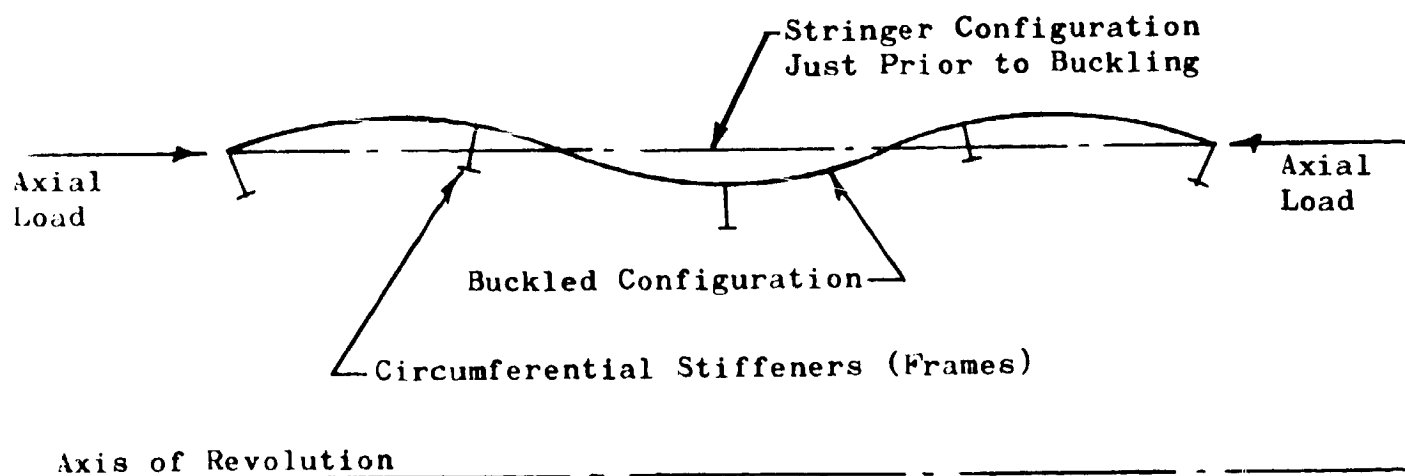 Stringer Configuration
Just Prior to Buckling
Axial
Load
Axial
Load
Buckled Configuration
Circumferential Stiffeners (Frames)
Axis of Revolution